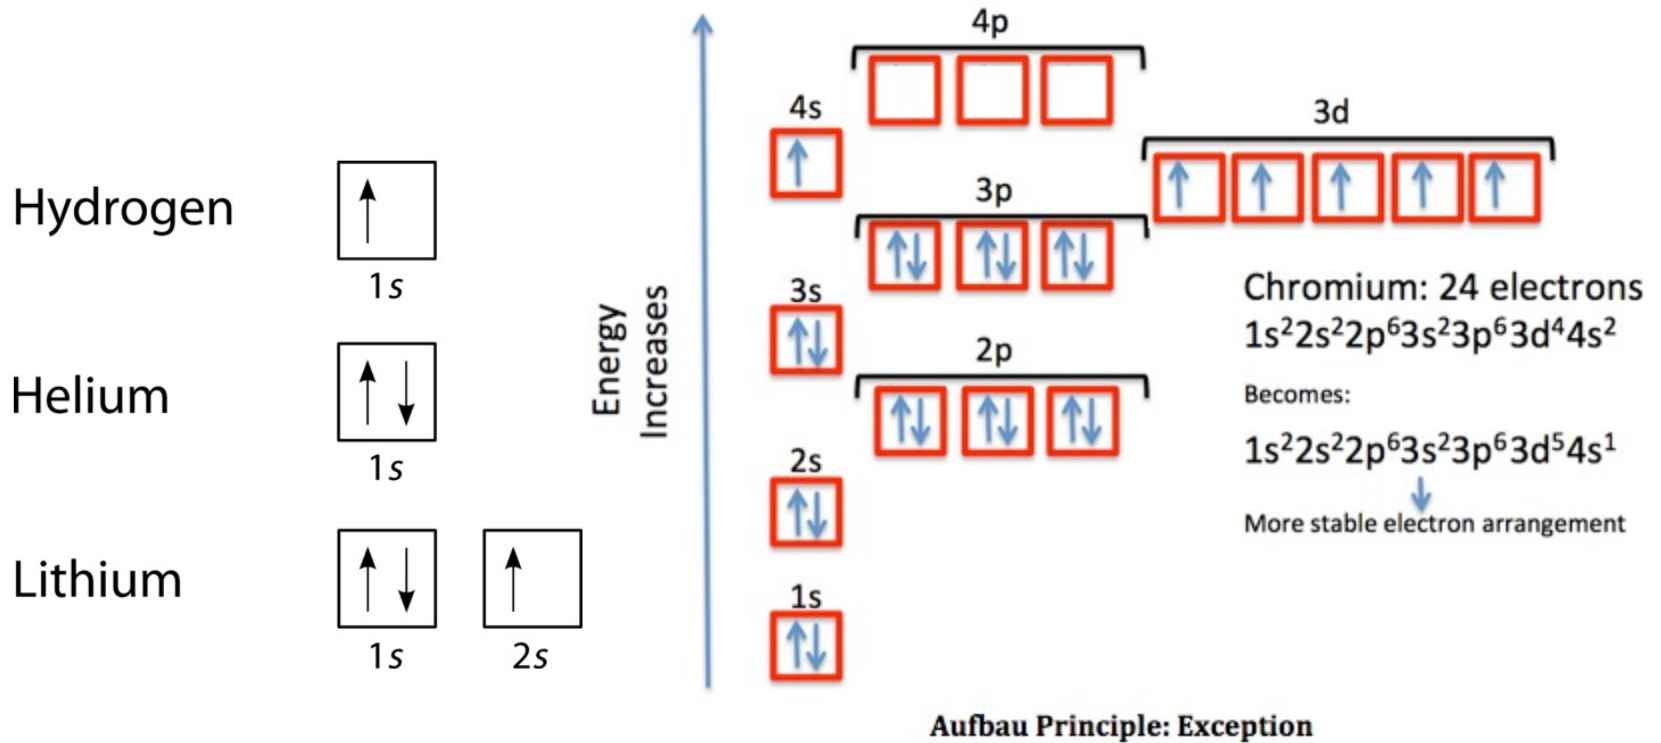 Hydrogen
1s
Helium
1s
Lithium
1s
2s
Energy
Increases
4p
4s
3d
3p
3s
2p
2s
1s
Chromium: 24 electrons
1s²2s²2p⁶3s²3p⁶3d⁴4s²
Becomes:
1s²2s²2p⁶3s²3p⁶3d⁵4s¹
More stable electron arrangement
Aufbau Principle: Exception